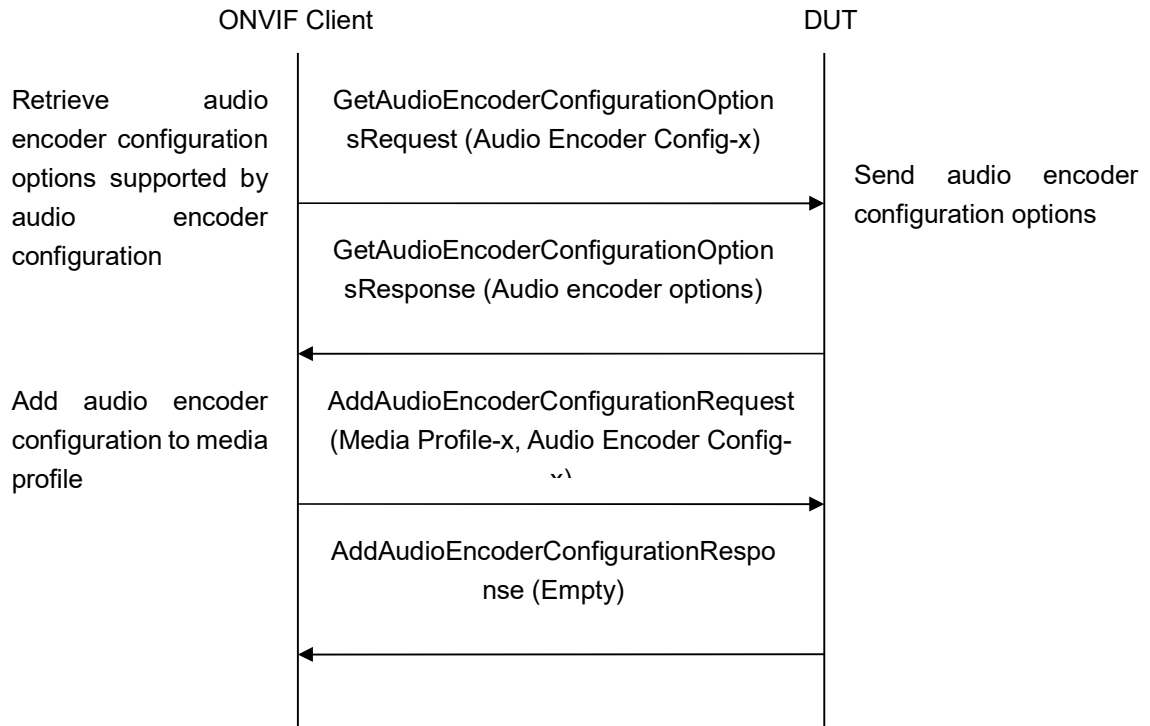 ONVIF Client
DUT
Retrieve audio
encoder configuration
options supported by
audio encoder
configuration
GetAudioEncoderConfigurationOption
sRequest (Audio Encoder Config-x)
Send audio encoder
configuration options
GetAudioEncoderConfigurationOption
sResponse (Audio encoder options)
Add audio encoder
configuration to media
profile
AddAudioEncoderConfigurationRequest
(Media Profile-x, Audio Encoder Config-
x)
AddAudioEncoderConfigurationRespo
nse (Empty)